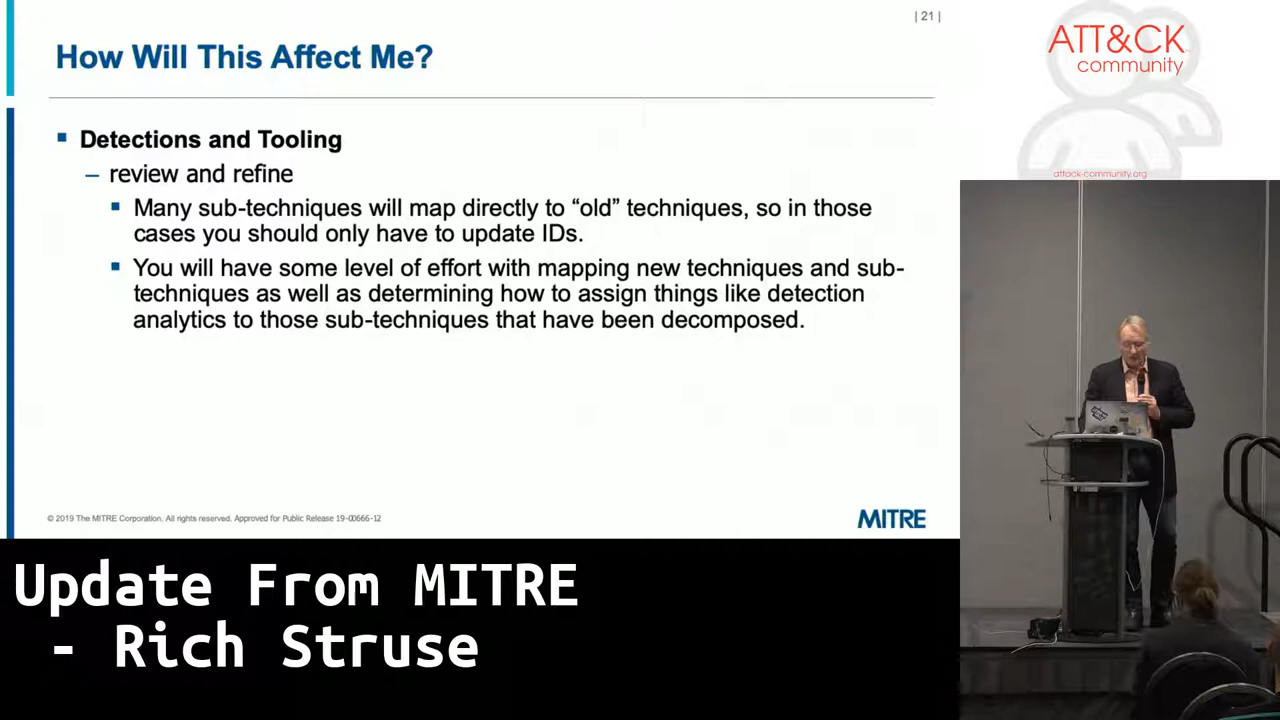 | 21 |
How Will This Affect Me?
Detections and Tooling
– review and refine
Many sub-techniques will map directly to “old” techniques, so in those
cases you should only have to update IDs.
You will have some level of effort with mapping new techniques and sub-
techniques as well as determining how to assign things like detection
analytics to those sub-techniques that have been decomposed.
© 2019 The MITRE Corporation. All rights reserved. Approved for Public Release 19-00666-12
MITRE
ATT&CK
community
attack-community.org
Update From MITRE
- Rich Struse